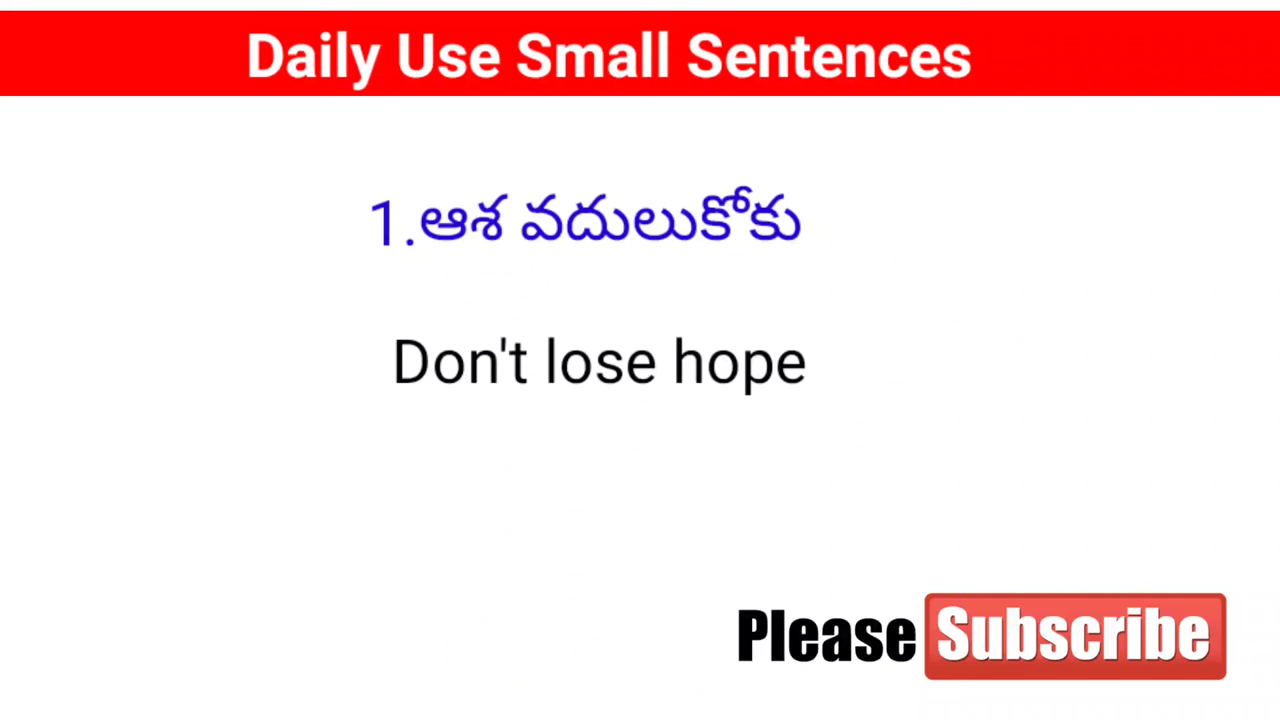 Daily Use Small Sentences
1.ఆశ వదులుకోకు
Don't lose hope
Please Subscribe